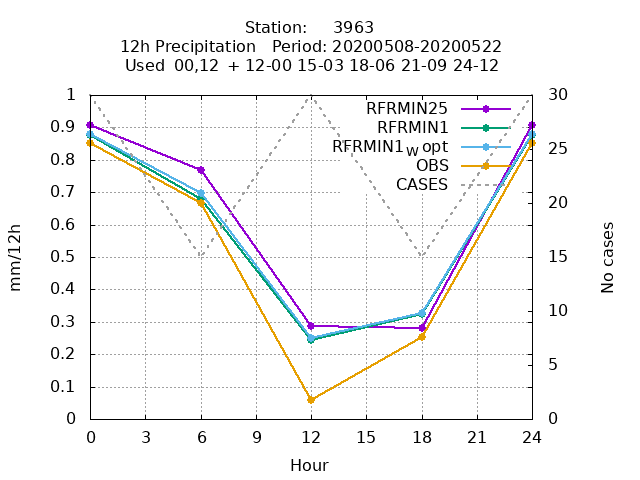 Station:     3963
12h Precipitation   Period: 20200508-20200522
Used  00,12  + 12-00 15-03 18-06 21-09 24-12
1
0.9
0.8
0.7
0.6
0.5
0.4
0.3
0.2
0.1
0
mm/12h
RFRMIN25
RFRMIN1
RFRMIN1w opt
OBS
CASES
30
25
20
15
10
5
0
No cases
0 3 6 9 12 15 18 21 24
Hour